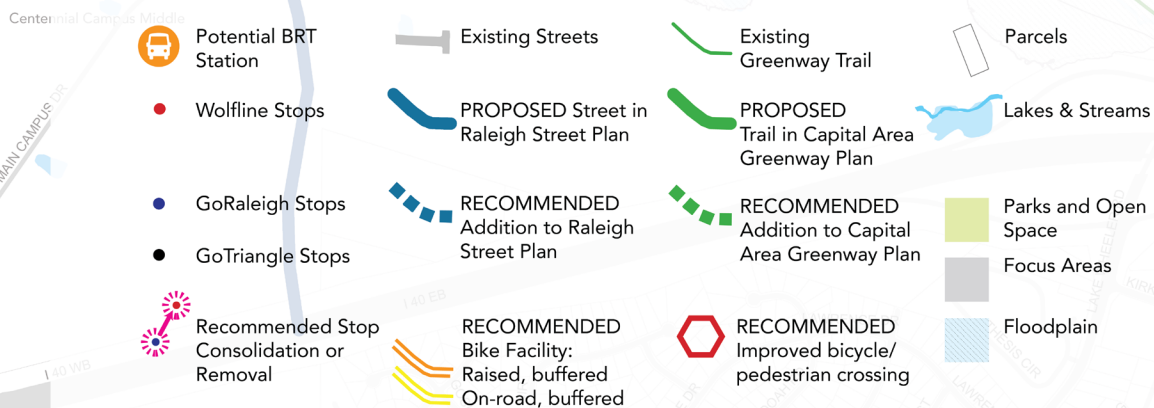 Centennial Campus Middle
Potential BRT
Station
Wolfline Stops
GoRaleigh Stops
GoTriangle Stops
Recommended Stop
Consolidation or
Removal
Existing Streets
PROPOSED Street in
Raleigh Street Plan
RECOMMENDED
Addition to Raleigh
Street Plan
RECOMMENDED
Bike Facility:
Raised, buffered
On-road, buffered
Existing
Greenway Trail
PROPOSED
Trail in Capital Area
Greenway Plan
RECOMMENDED
Addition to Capital
Area Greenway Plan
RECOMMENDED
Improved bicycle/
pedestrian crossing
Parcels
Lakes & Streams
Parks and Open
Space
Focus Areas
Floodplain
MAIN CAMPUS DR
I 40 EB
I 40 WB